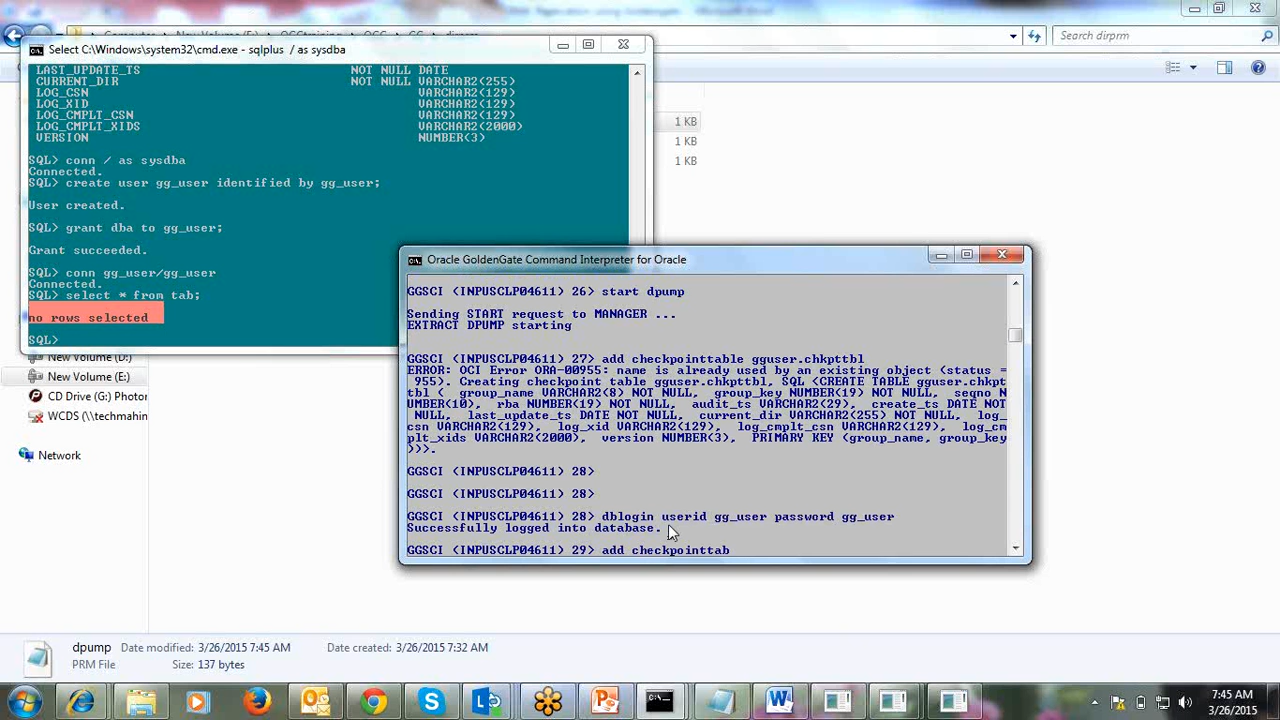 Computer
New Volume (E:)
OGGtraining
OGG
GG
dirprm
Search dirprm
Select C:\Windows\system32\cmd.exe - sqlplus / as sysdba
LAST_UPDATE_TS NOT NULL DATE
CURRENT_DIR NOT NULL VARCHAR2(255)
LOG_CSN VARCHAR2(129)
LOG_XID VARCHAR2(129)
LOG_CMPLT_CSN VARCHAR2(129)
LOG_CMPLT_XIDS VARCHAR2(2000)
VERSION NUMBER(3)
SQL> conn / as sysdba
Connected.
SQL> create user gg_user identified by gg_user;
User created.
SQL> grant dba to gg_user;
Grant succeeded.
SQL> conn gg_user/gg_user
Connected.
SQL> select * from tab;
no rows selected
SQL>
1 KB
1 KB
1 KB
Oracle GoldenGate Command Interpreter for Oracle
GGSCI (INPUSCLP04611) 26> start dpump
Sending START request to MANAGER ...
EXTRACT DPUMP starting
GGSCI (INPUSCLP04611) 27> add checkpointtable gguser.chkpttbl
ERROR: OCI Error ORA-00955: name is already used by an existing object (status =
955). Creating checkpoint table gguser.chkpttbl, SQL <CREATE TABLE gguser.chkpt
tbl ( group_name VARCHAR2(8) NOT NULL, group_key NUMBER(19) NOT NULL, seqno N
UMBER(10), rba NUMBER(19) NOT NULL, audit_ts VARCHAR2(29), create_ts DATE NOT
NULL, last_update_ts DATE NOT NULL, current_dir VARCHAR2(255) NOT NULL, log_
csn VARCHAR2(129), log_xid VARCHAR2(129), log_cmplt_csn VARCHAR2(129), log_cm
plt_xids VARCHAR2(2000), version NUMBER(3), PRIMARY KEY (group_name, group_key
))>.
GGSCI (INPUSCLP04611) 28>
GGSCI (INPUSCLP04611) 28>
GGSCI (INPUSCLP04611) 28> dblogin userid gg_user password gg_user
Successfully logged into database.
GGSCI (INPUSCLP04611) 29> add checkpointtab
New Volume (D:)
New Volume (E:)
CD Drive (G:) Photon
WCDS (\\techmahin
Network
dpump Date modified: 3/26/2015 7:45 AM Date created: 3/26/2015 7:32 AM
PRM File Size: 137 bytes
7:45 AM
3/26/2015